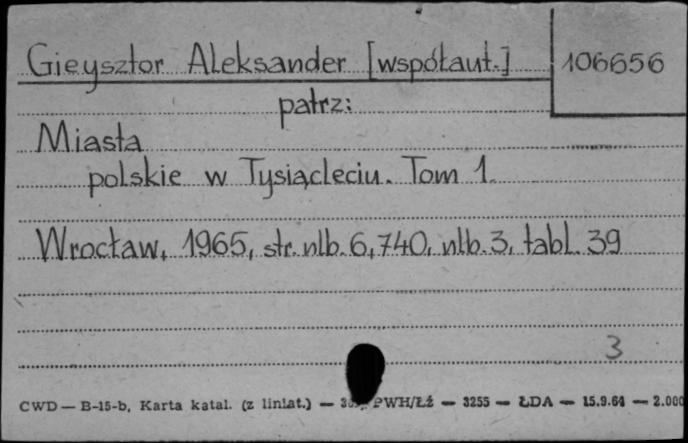 Gieysztor Aleksander [współaut.] 106656
patrz:
Miasta
polskie w Tysiącleciu. Tom 1.
Wrocław, 1965, str. nlb. 6, 740, nlb. 3, tabl. 39
3
CWD — B-15-b, Karta katal. (z liniat.) — PWH/Łź — 3255 — ŁDA — 15.9.64 — 2.000